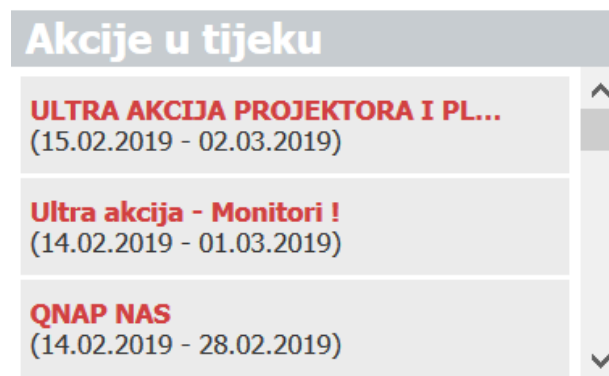 Akcije u tijeku
ULTRA AKCIJA PROJEKTORA I PL...
(15.02.2019 - 02.03.2019)
Ultra akcija - Monitori !
(14.02.2019 - 01.03.2019)
QNAP NAS
(14.02.2019 - 28.02.2019)